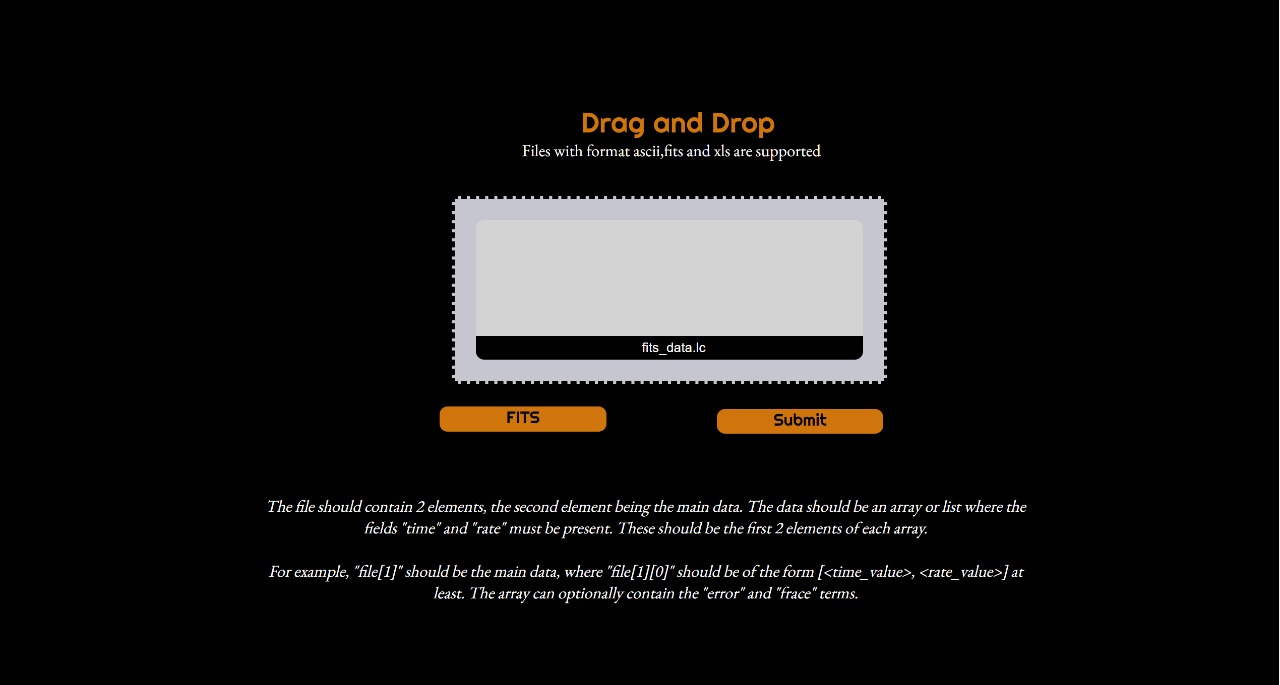 Drag and Drop
Files with format ascii,fits and xls are supported
fits_data.lc
FITS
Submit
The file should contain 2 elements, the second element being the main data. The data should be an array or list where the
fields "time" and "rate" must be present. These should be the first 2 elements of each array.
For example, "file[1]" should be the main data, where "file[1][0]" should be of the form [<time_value>, <rate_value>] at
least. The array can optionally contain the "error" and "frace" terms.